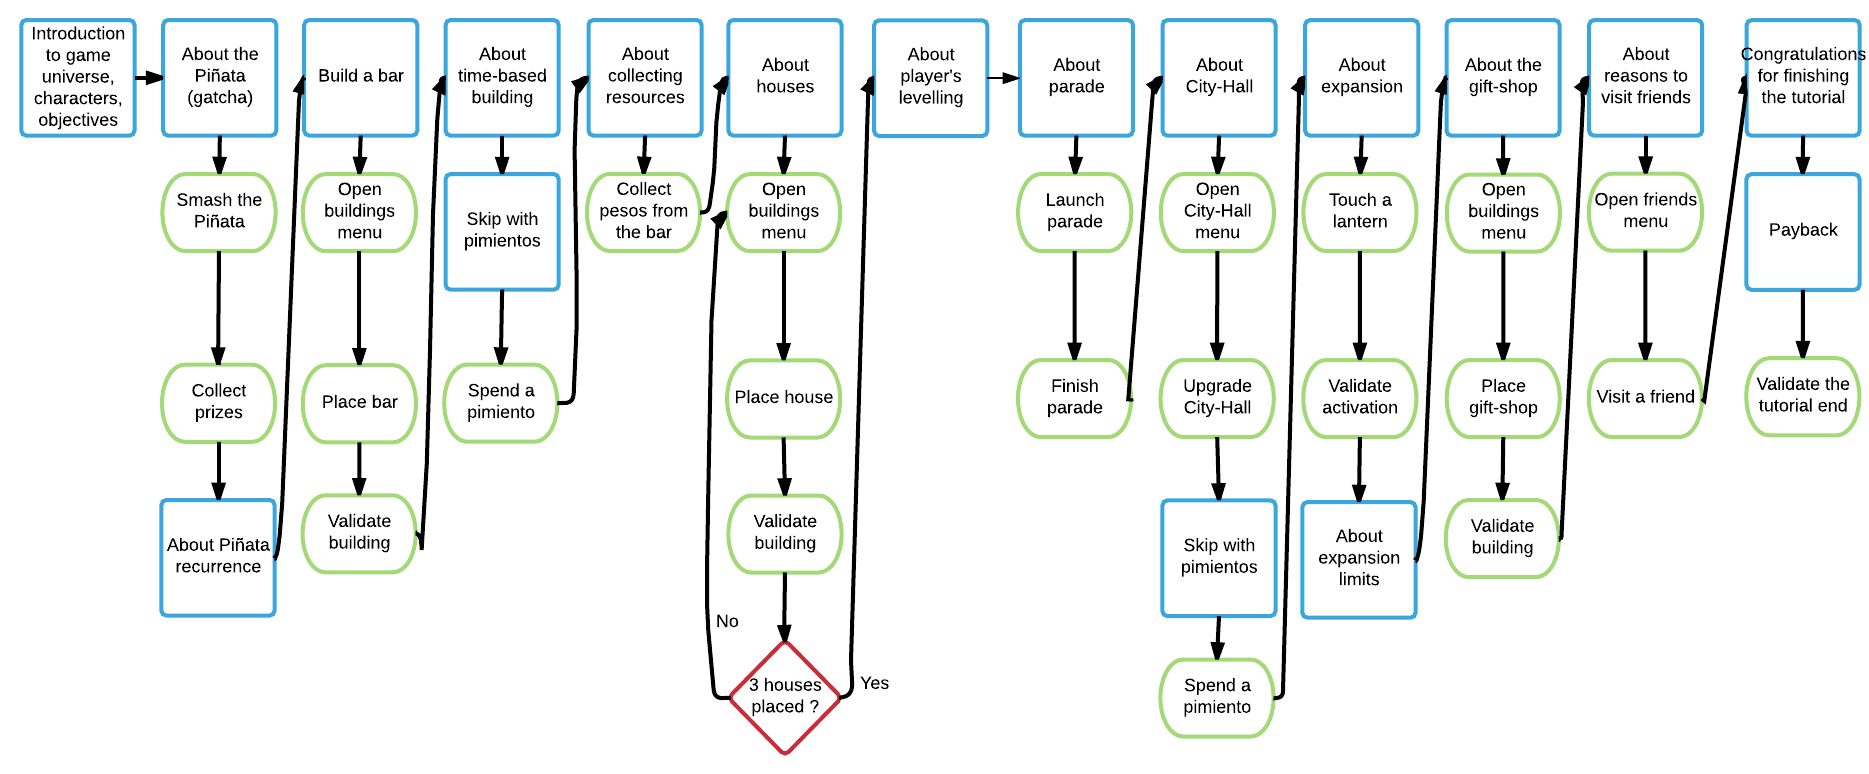 Introduction
to game
universe,
characters,
objectives
About the
Piñata
(gatcha)
Smash the
Piñata
Collect
prizes
About Piñata
recurrence
Build a bar
Open
buildings
menu
Place bar
Validate
building
About
time-based
building
Skip with
pimientos
Spend a
pimiento
About
collecting
resources
Collect
pesos from
the bar
About
houses
Open
buildings
menu
Place house
Validate
building
3 houses
placed ?
No
Yes
About
player's
levelling
About
parade
Launch
parade
Finish
parade
About
City-Hall
Open
City-Hall
menu
Upgrade
City-Hall
Skip with
pimientos
Spend a
pimiento
About
expansion
Touch a
lantern
Validate
activation
About
expansion
limits
About the
gift-shop
Open
buildings
menu
Place
gift-shop
Validate
building
About
reasons to
visit friends
Open friends
menu
Visit a friend
Congratulations
for finishing
the tutorial
Payback
Validate the
tutorial end